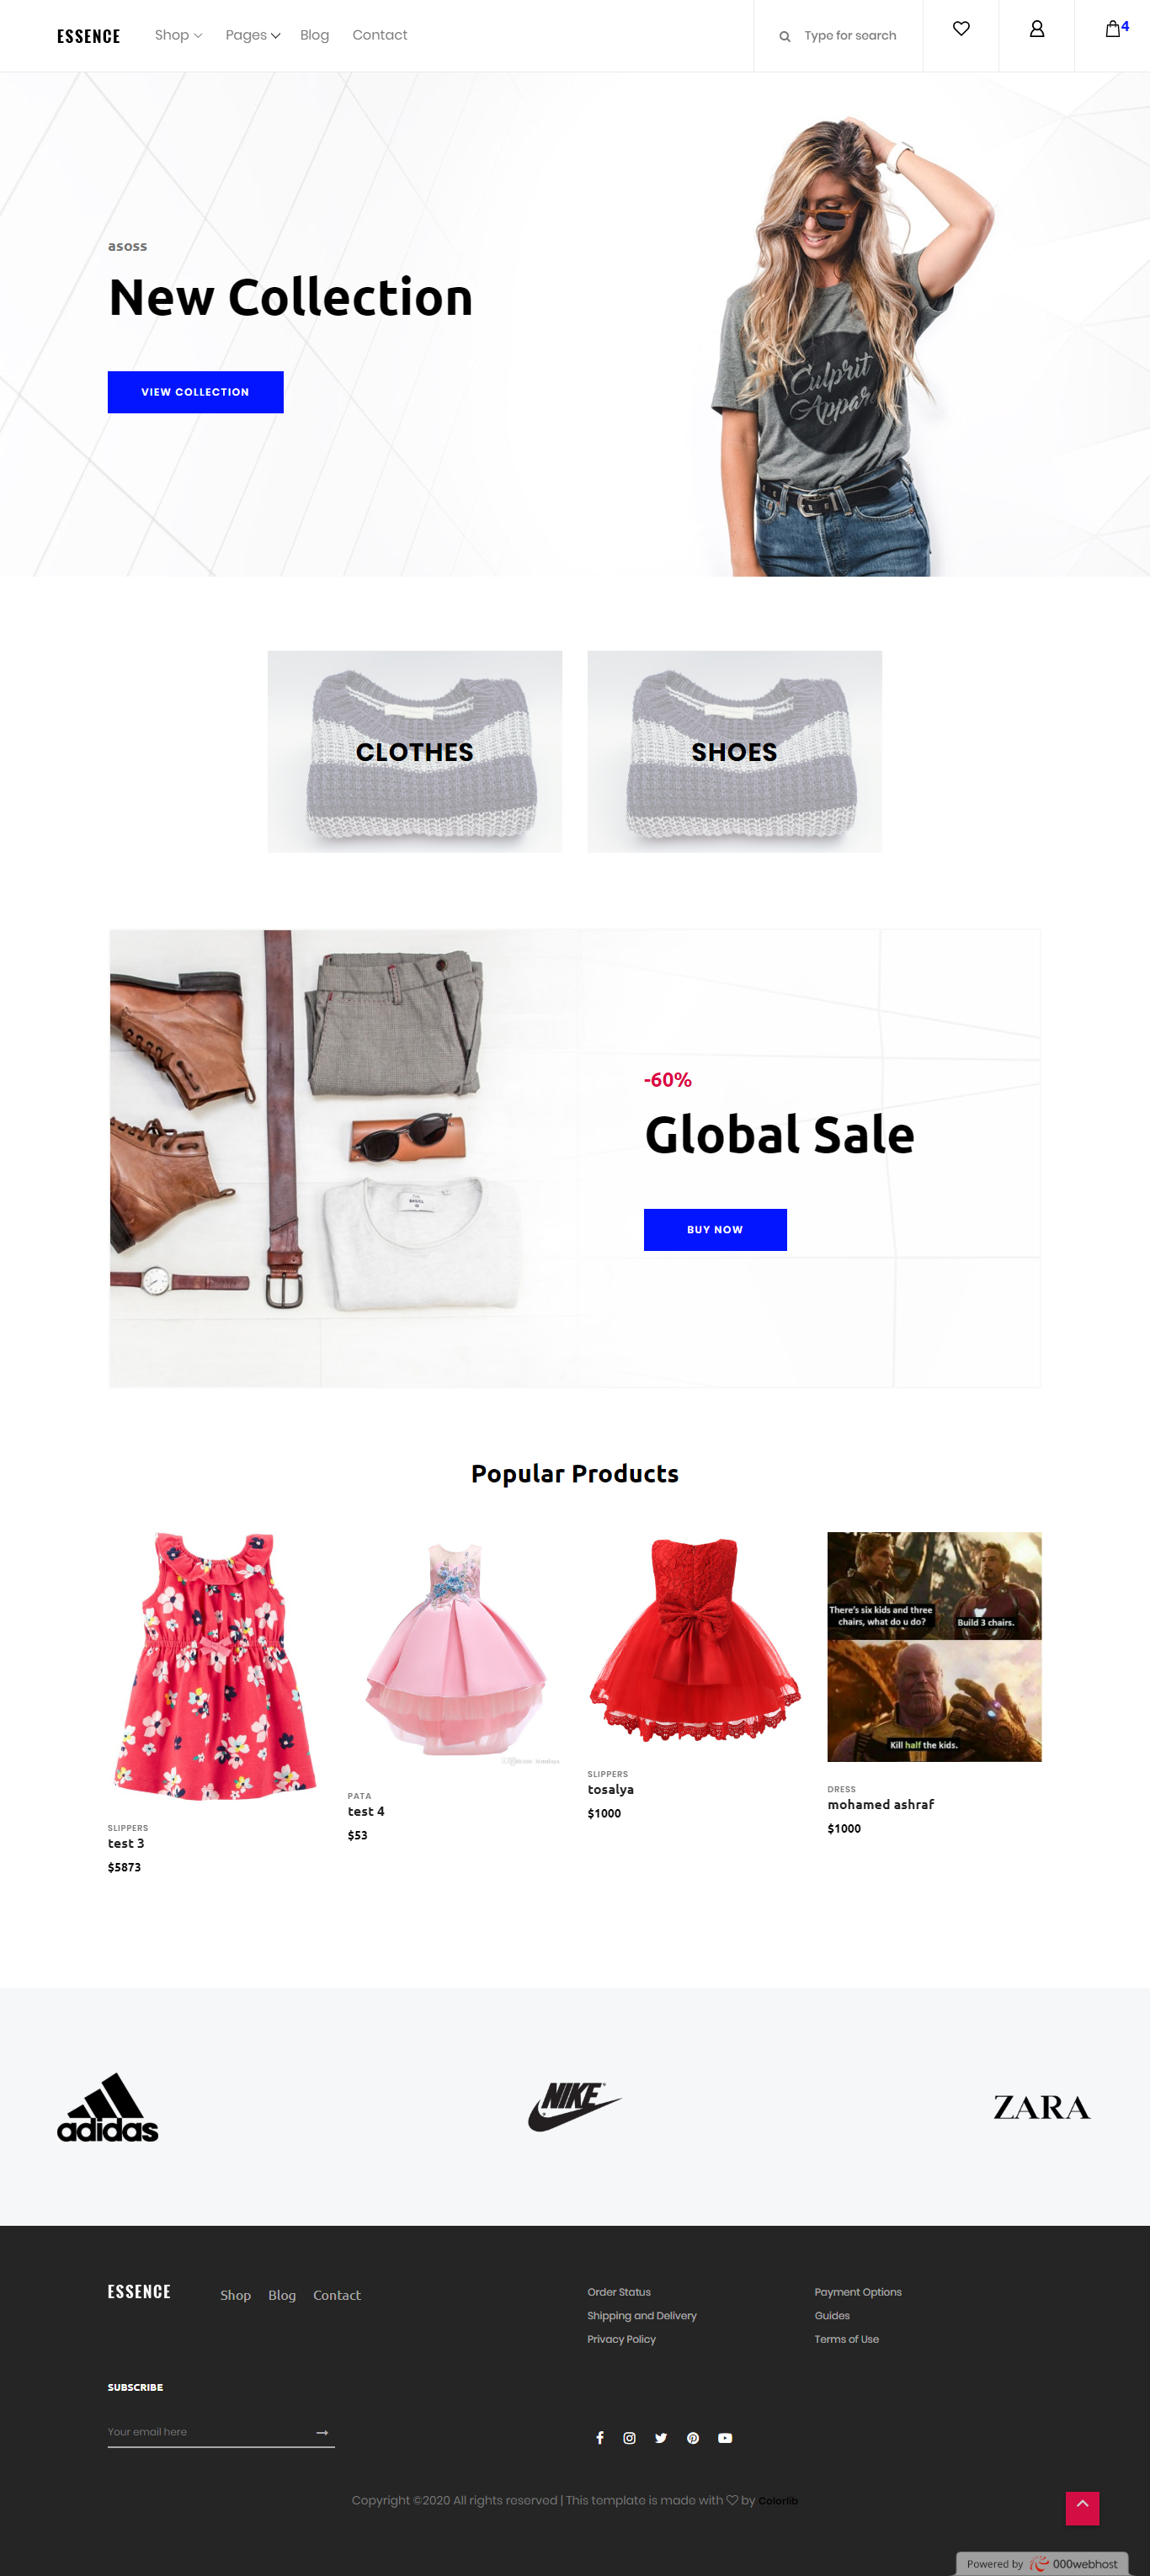 ESSENCE
Shop
Pages
Blog
Contact
Type for search
4
asoss
New Collection
VIEW COLLECTION
Culprit
Appare
CLOTHES
SHOES
-60%
Global Sale
BUY NOW
Popular Products
There's six kids and three
chairs, what do u do?
Build 3 chairs.
Kill half the kids.
SLIPPERS
test 3
$5873
PATA
test 4
$53
SLIPPERS
tosalya
$1000
DRESS
mohamed ashraf
$1000
adidas
NIKE
ZARA
ESSENCE
Shop
Blog
Contact
Order Status
Shipping and Delivery
Privacy Policy
Payment Options
Guides
Terms of Use
SUBSCRIBE
Your email here
Copyright ©2020 All rights reserved | This template is made with ♡ by Colorlib
Powered by 000webhost